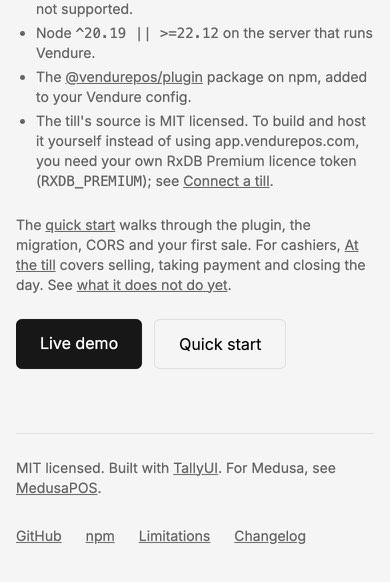 not supported.
• Node ^20.19 || >=22.12 on the server that runs
Vendure.
• The @vendurepos/plugin package on npm, added
to your Vendure config.
• The till's source is MIT licensed. To build and host
it yourself instead of using app.vendurepos.com,
you need your own RxDB Premium licence token
(RXDB_PREMIUM); see Connect a till.
The quick start walks through the plugin, the
migration, CORS and your first sale. For cashiers, At
the till covers selling, taking payment and closing the
day. See what it does not do yet.
Live demo Quick start
MIT licensed. Built with TallyUI. For Medusa, see
MedusaPOS.
GitHub npm Limitations Changelog